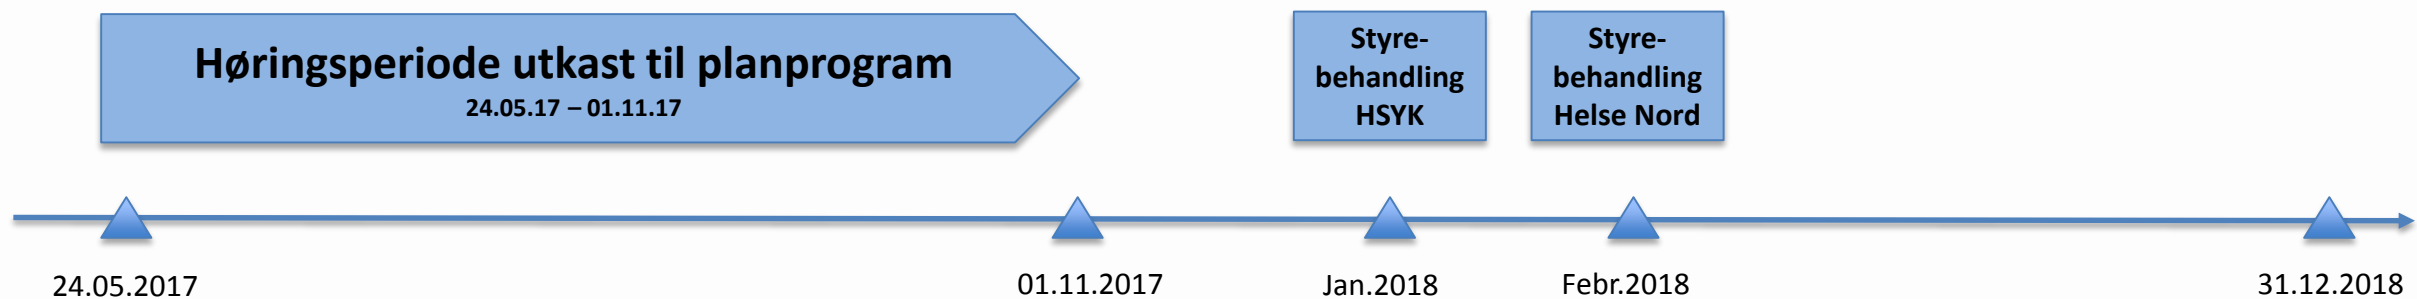 Høringsperiode utkast til planprogram
24.05.17 – 01.11.17
Styre-
behandling
HSYK
Styre-
behandling
Helse Nord
24.05.2017
01.11.2017
Jan.2018
Febr.2018
31.12.2018